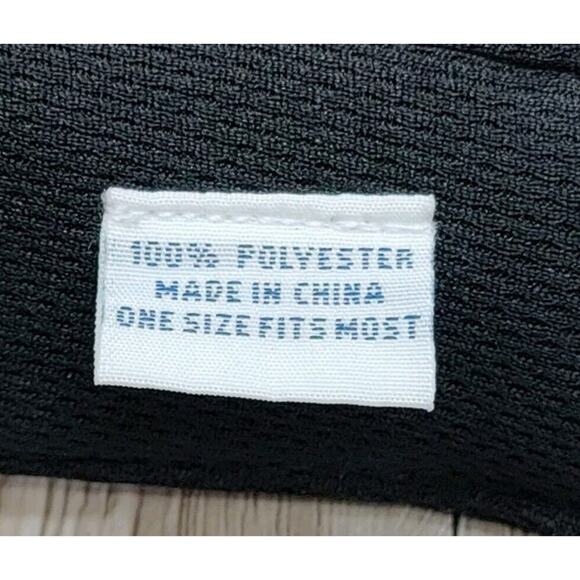 100% POLYESTER
MADE IN CHINA
ONE SIZE FITS MOST